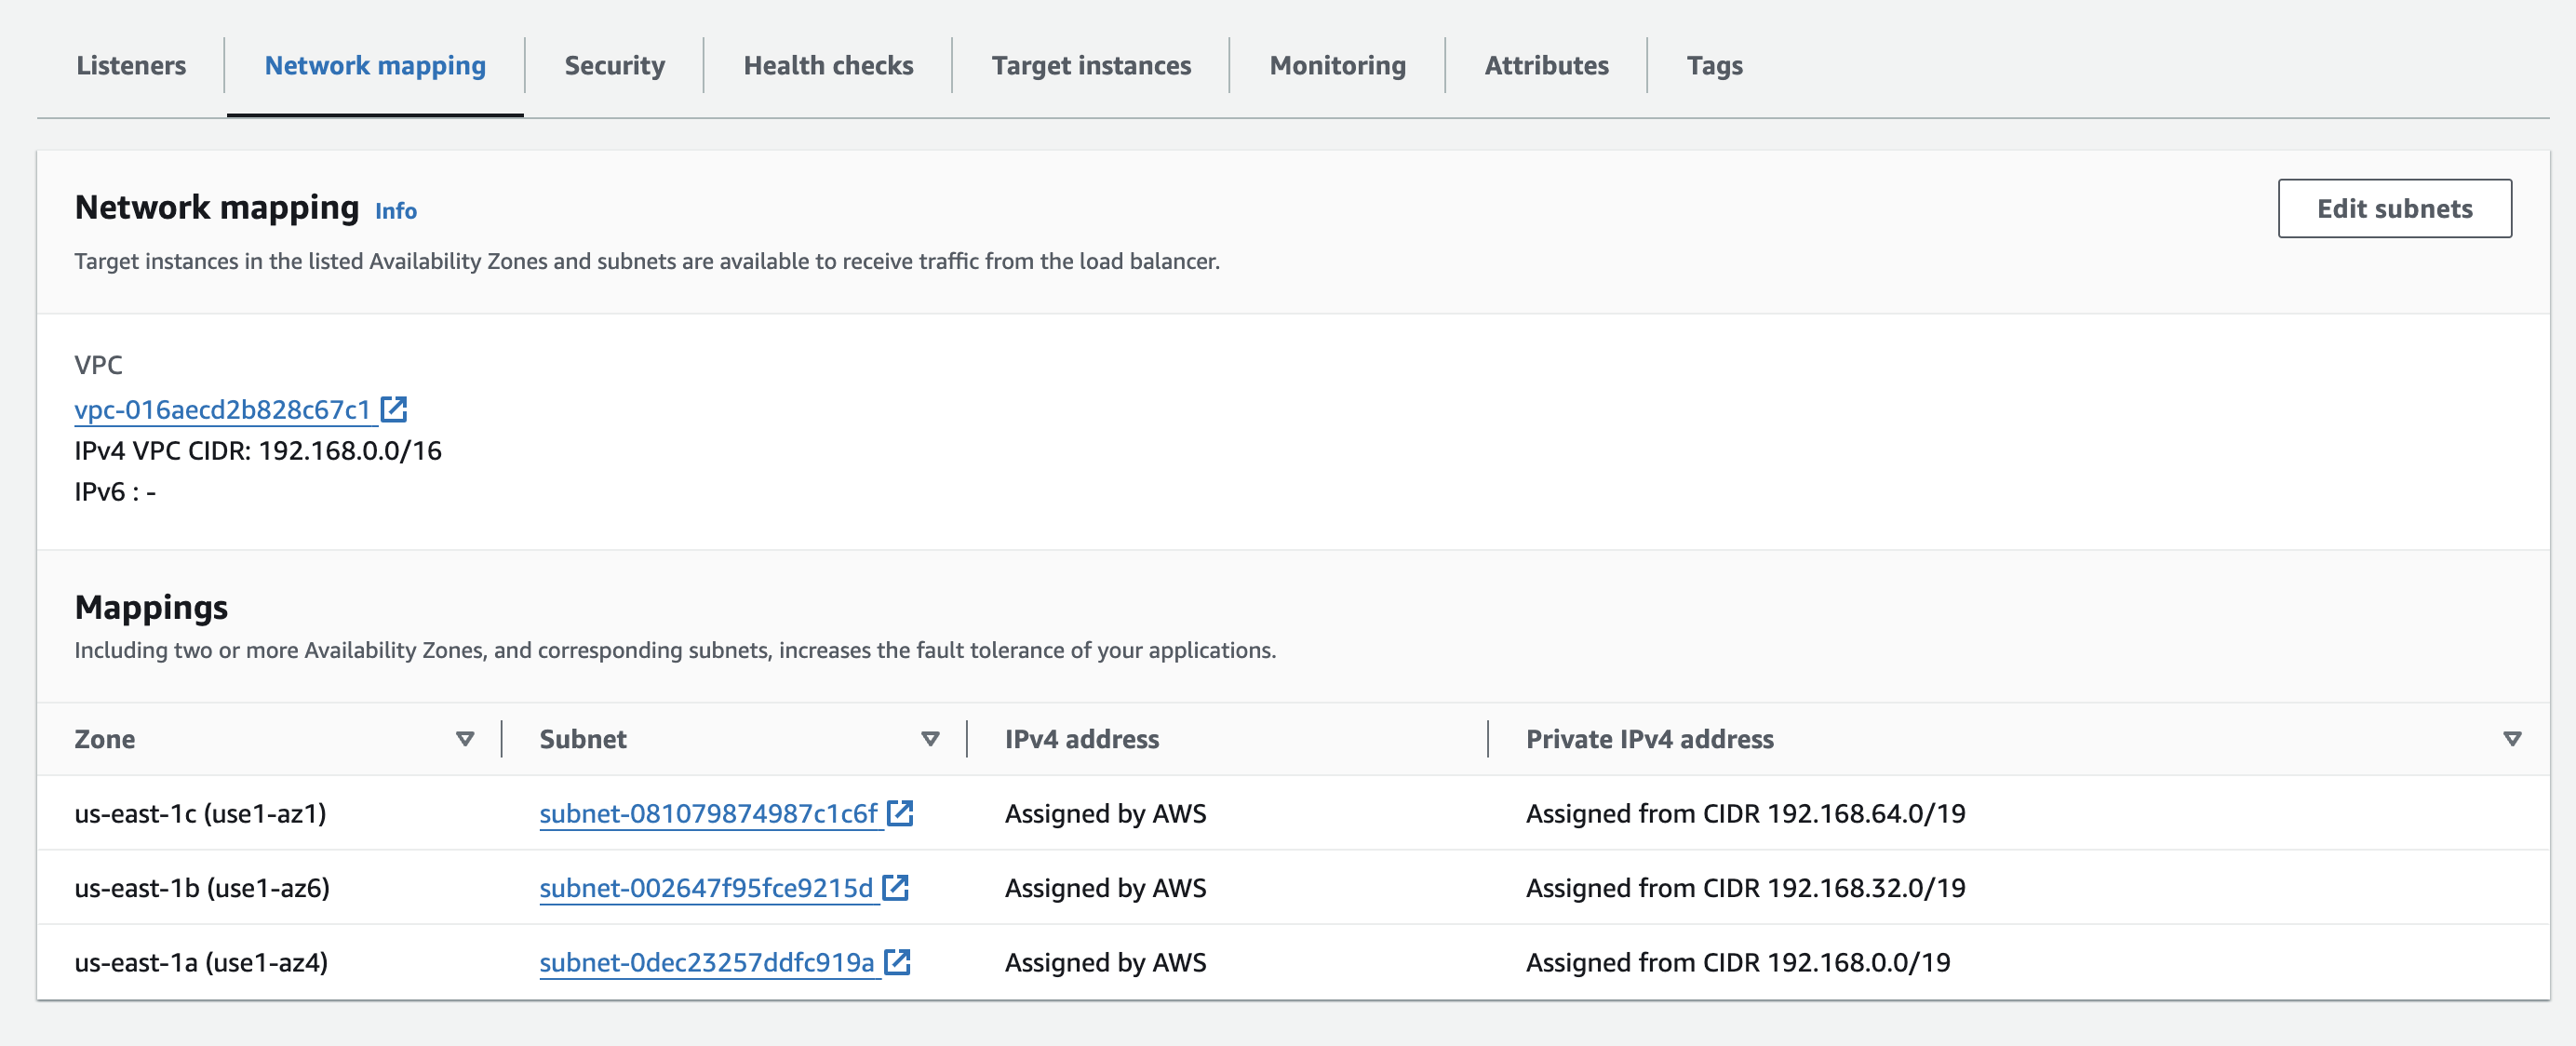 Listeners Network mapping Security Health checks Target instances Monitoring Attributes Tags
Network mapping Info
Edit subnets
Target instances in the listed Availability Zones and subnets are available to receive traffic from the load balancer.
VPC
vpc-016aecd2b828c67c1
IPv4 VPC CIDR: 192.168.0.0/16
IPv6 : -
Mappings
Including two or more Availability Zones, and corresponding subnets, increases the fault tolerance of your applications.
Zone Subnet IPv4 address Private IPv4 address
us-east-1c (use1-az1) subnet-081079874987c1c6f Assigned by AWS Assigned from CIDR 192.168.64.0/19
us-east-1b (use1-az6) subnet-002647f95fce9215d Assigned by AWS Assigned from CIDR 192.168.32.0/19
us-east-1a (use1-az4) subnet-0dec23257ddfc919a Assigned by AWS Assigned from CIDR 192.168.0.0/19